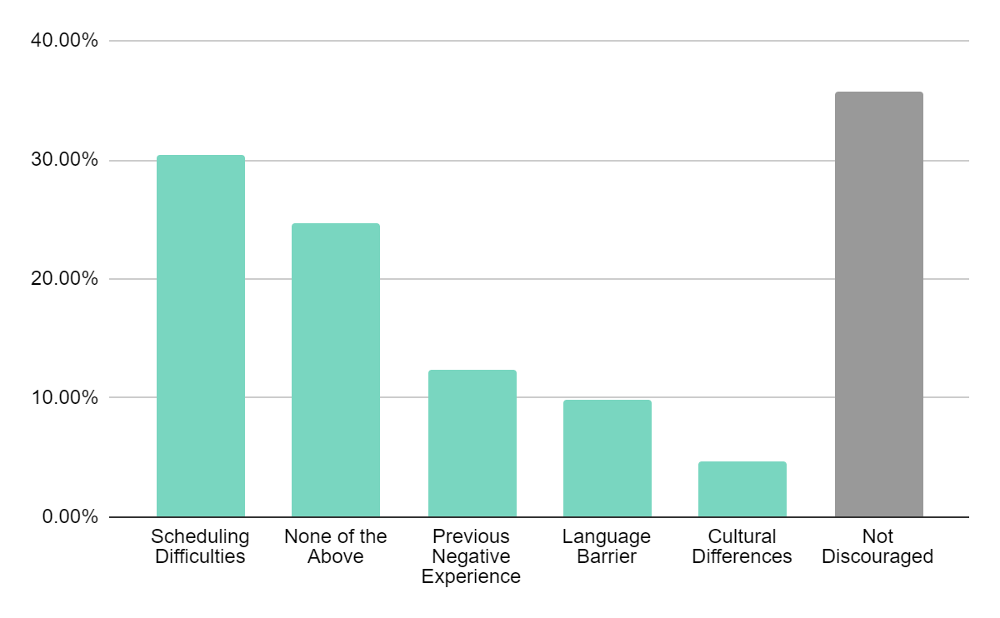 40.00%
30.00%
20.00%
10.00%
0.00%
Scheduling
Difficulties
None of the
Above
Previous
Negative
Experience
Language
Barrier
Cultural
Differences
Not
Discouraged